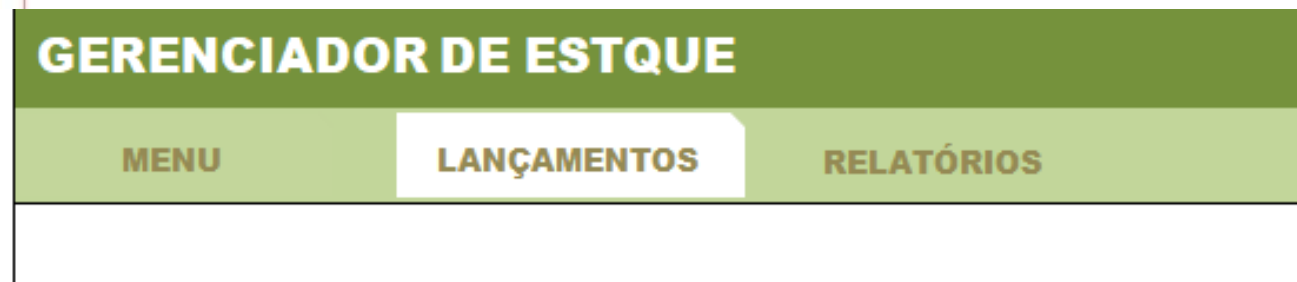 GERENCIADOR DE ESTQUE
MENU LANÇAMENTOS RELATÓRIOS